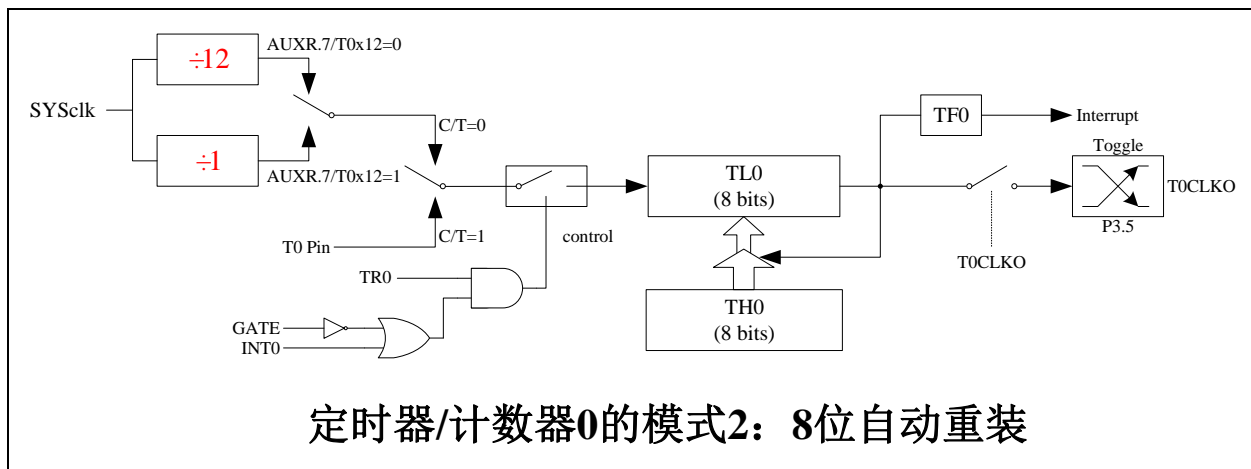 AUXR.7/T0x12=0
÷12
SYSclk
÷1
AUXR.7/T0x12=1
C/T=0
C/T=1
T0 Pin
TR0
GATE
INT0
control
TL0
(8 bits)
TH0
(8 bits)
TF0
Interrupt
Toggle
T0CLKO
P3.5
T0CLKO
定时器/计数器0的模式2：8位自动重装